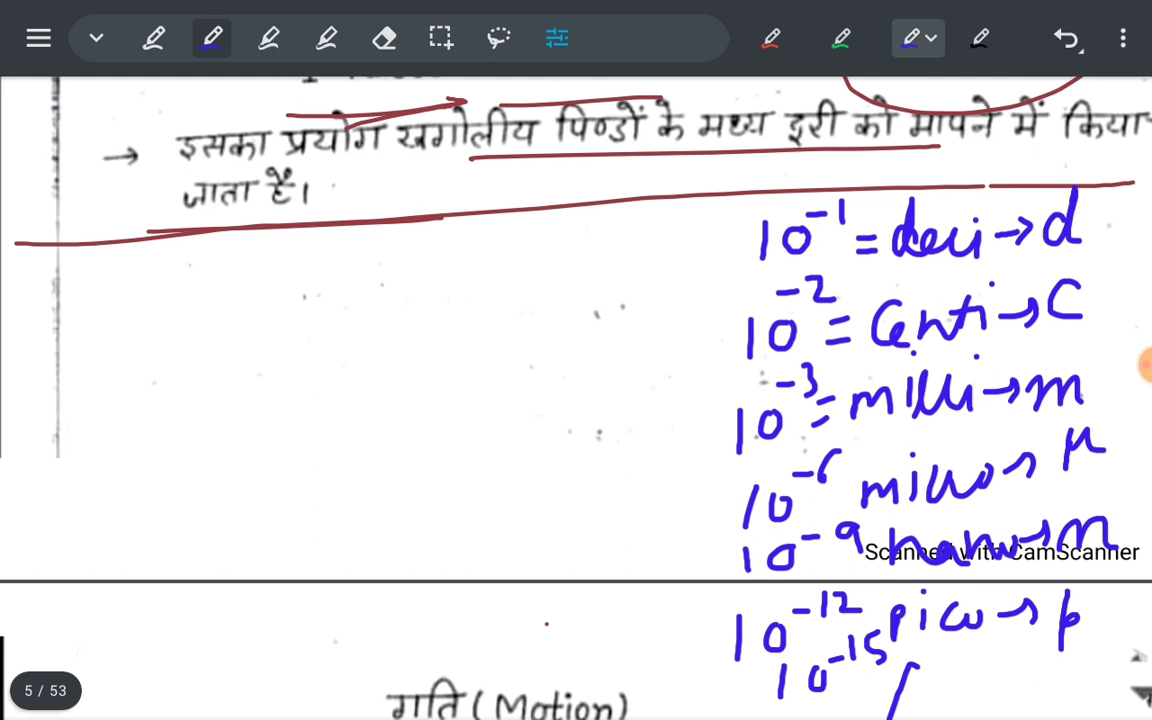 → इसका प्रयोग खगोलीय पिण्डों के मध्य दूरी को मापने में किया
जाता है।
10⁻¹ = deci → d
10⁻² = Centi → C
10⁻³ = milli → m
10⁻⁶ micro → μ
10⁻⁹ nano → n
Scanned with CamScanner
10⁻¹² pico → p
10⁻¹⁵
5 / 53
गति ( Motion )